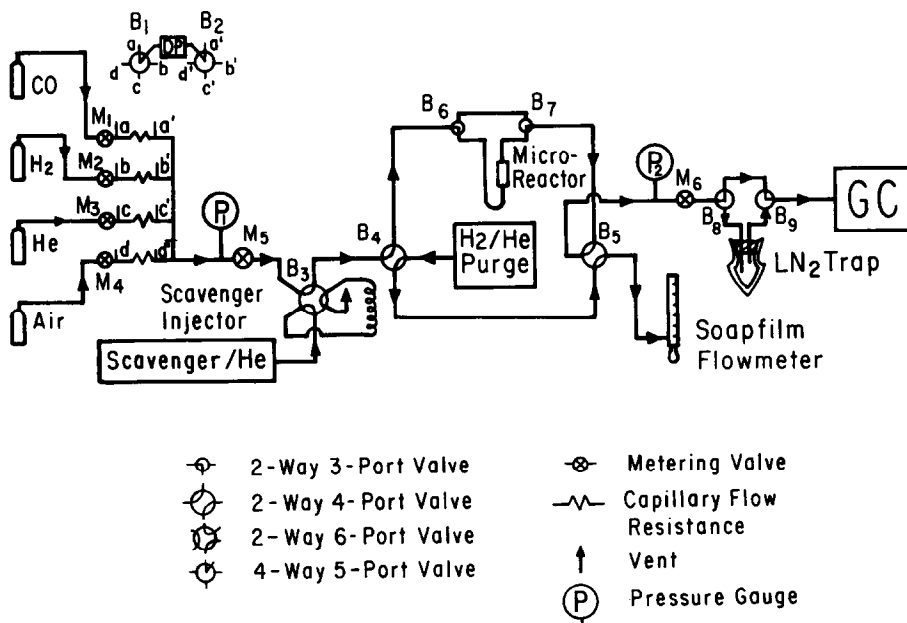 B1 B2
a DP a'
d b d' b'
c c'
CO
M1 a a'
H2 M2 b b'
He M3 c c'
Air M4 d d'
P1
M5
B3
Scavenger
Injector
Scavenger/He
B4
H2/He
Purge
B6 B7
Micro-
Reactor
B5
P2
M6
B8 B9
GC
LN2 Trap
Soapfilm
Flowmeter
2-Way 3-Port Valve
2-Way 4-Port Valve
2-Way 6-Port Valve
4-Way 5-Port Valve
Metering Valve
Capillary Flow
Resistance
Vent
P Pressure Gauge